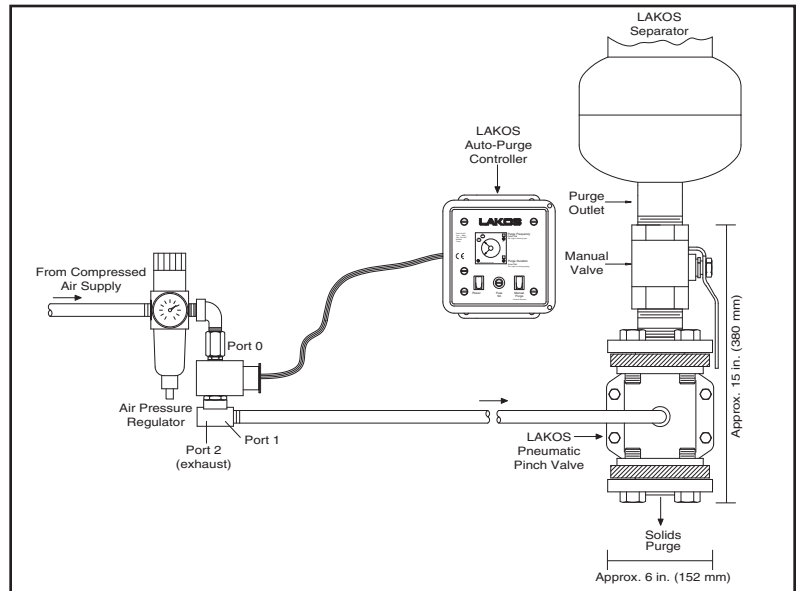 LAKOS
Separator
LAKOS
Auto-Purge
Controller
Purge
Outlet
LAKOS
Manual
Valve
From Compressed
Air Supply
Port 0
Air Pressure
Regulator
Port 1
Port 2
(exhaust)
LAKOS
Pneumatic
Pinch Valve
Approx. 15 in. (380 mm)
Solids
Purge
Approx. 6 in. (152 mm)